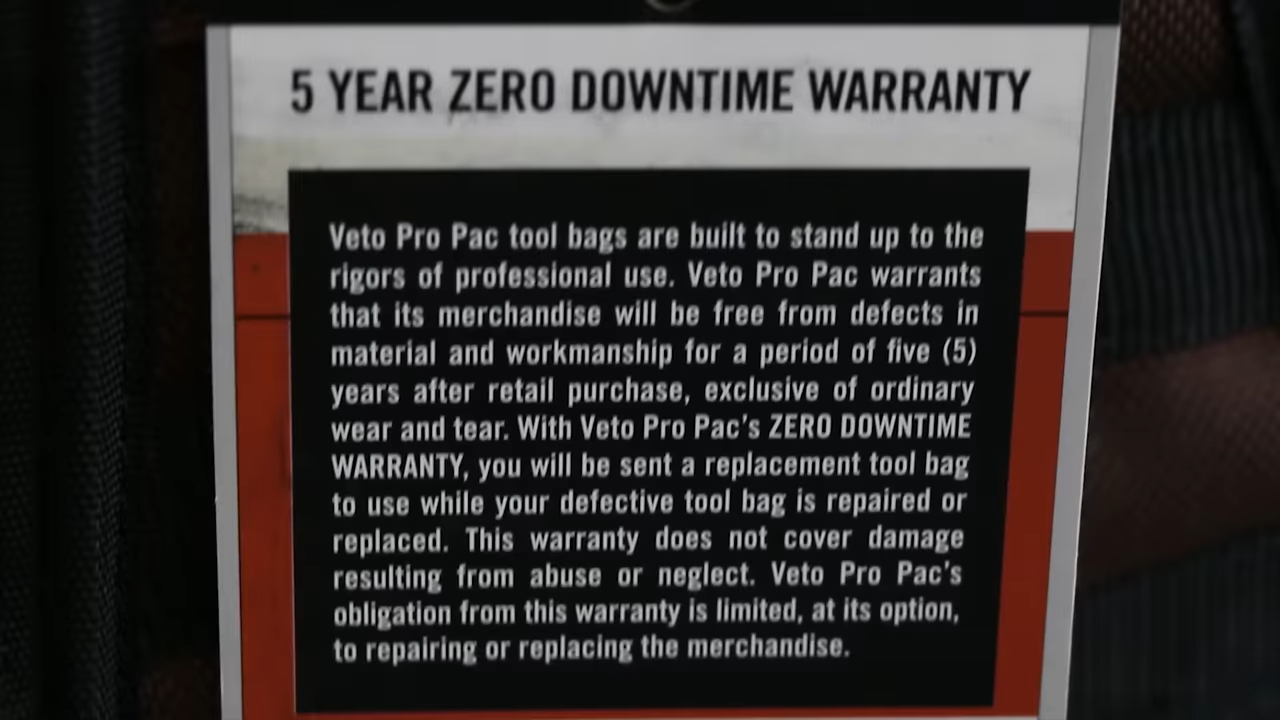 5 YEAR ZERO DOWNTIME WARRANTY
Veto Pro Pac tool bags are built to stand up to the
rigors of professional use. Veto Pro Pac warrants
that its merchandise will be free from defects in
material and workmanship for a period of five (5)
years after retail purchase, exclusive of ordinary
wear and tear. With Veto Pro Pac's ZERO DOWNTIME
WARRANTY, you will be sent a replacement tool bag
to use while your defective tool bag is repaired or
replaced. This warranty does not cover damage
resulting from abuse or neglect. Veto Pro Pac's
obligation from this warranty is limited, at its option,
to repairing or replacing the merchandise.